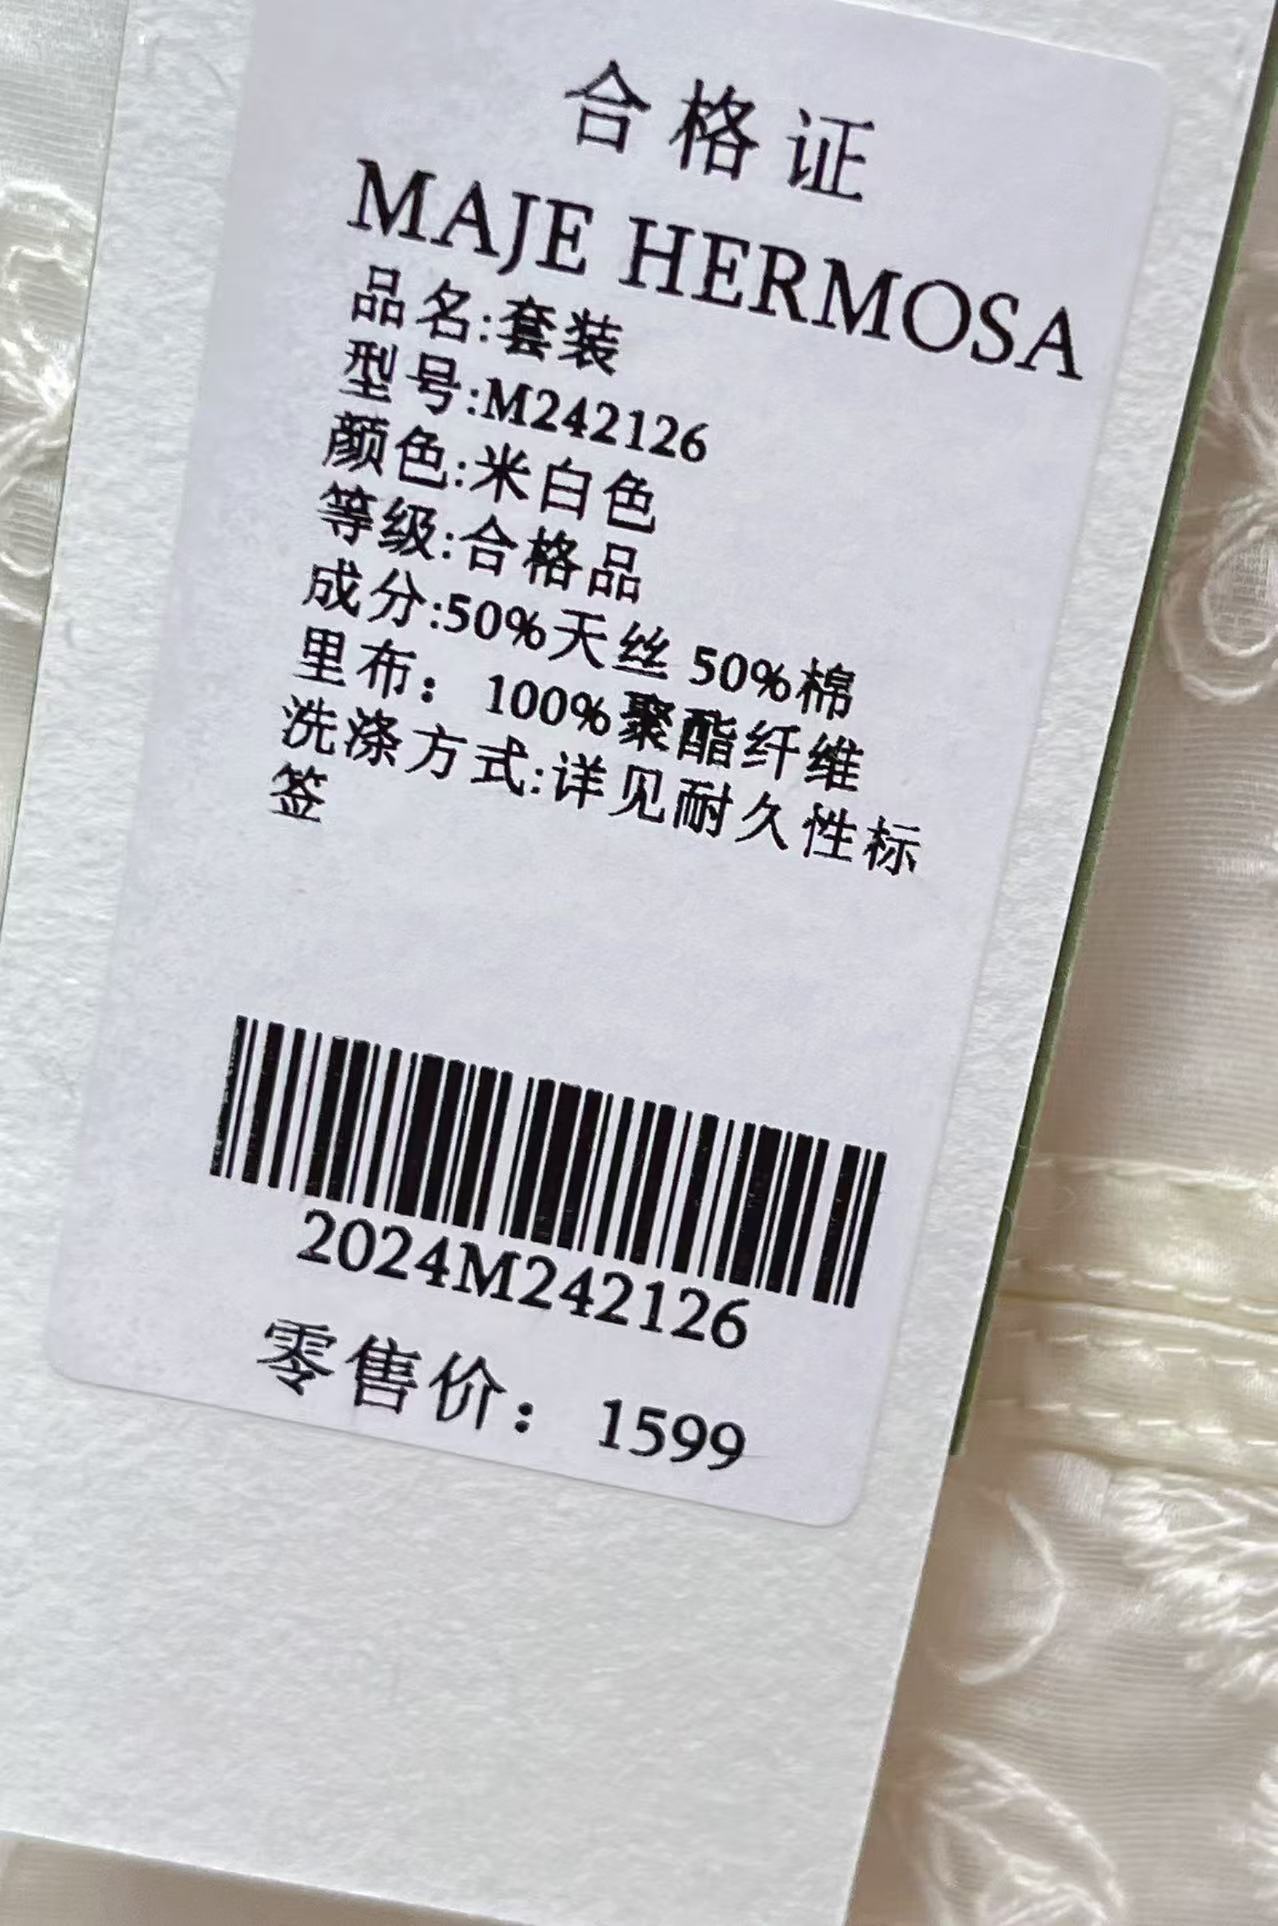 合格证
MAJE HERMOSA
品名:套装
型号:M242126
颜色:米白色
等级:合格品
成分:50%天丝 50%棉
里布： 100%聚酯纤维
洗涤方式:详见耐久性标
签
2024M242126
零售价： 1599